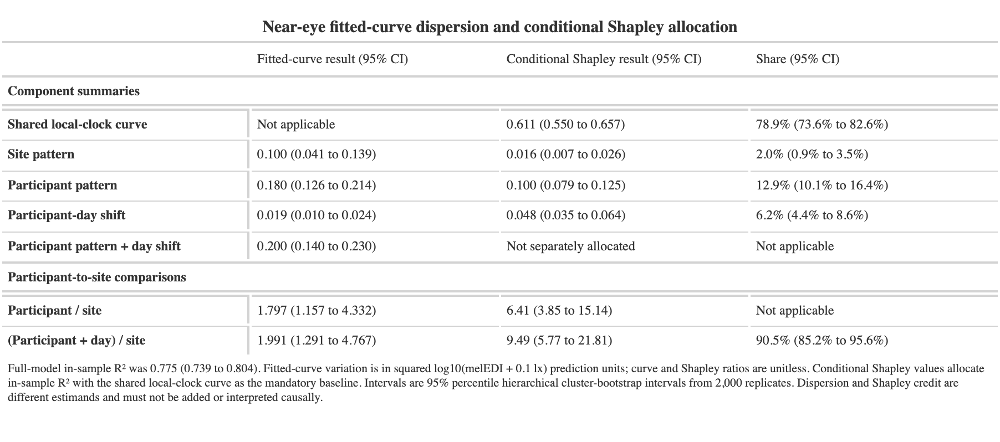 Near-eye fitted-curve dispersion and conditional Shapley allocation
Fitted-curve result (95% CI) Conditional Shapley result (95% CI) Share (95% CI)
Component summaries
Shared local-clock curve Not applicable 0.611 (0.550 to 0.657) 78.9% (73.6% to 82.6%)
Site pattern 0.100 (0.041 to 0.139) 0.016 (0.007 to 0.026) 2.0% (0.9% to 3.5%)
Participant pattern 0.180 (0.126 to 0.214) 0.100 (0.079 to 0.125) 12.9% (10.1% to 16.4%)
Participant-day shift 0.019 (0.010 to 0.024) 0.048 (0.035 to 0.064) 6.2% (4.4% to 8.6%)
Participant pattern + day shift 0.200 (0.140 to 0.230) Not separately allocated Not applicable
Participant-to-site comparisons
Participant / site 1.797 (1.157 to 4.332) 6.41 (3.85 to 15.14) Not applicable
(Participant + day) / site 1.991 (1.291 to 4.767) 9.49 (5.77 to 21.81) 90.5% (85.2% to 95.6%)
Full-model in-sample R² was 0.775 (0.739 to 0.804). Fitted-curve variation is in squared log10(melEDI + 0.1 lx) prediction units; curve and Shapley ratios are unitless. Conditional Shapley values allocate
in-sample R² with the shared local-clock curve as the mandatory baseline. Intervals are 95% percentile hierarchical cluster-bootstrap intervals from 2,000 replicates. Dispersion and Shapley credit are
different estimands and must not be added or interpreted causally.